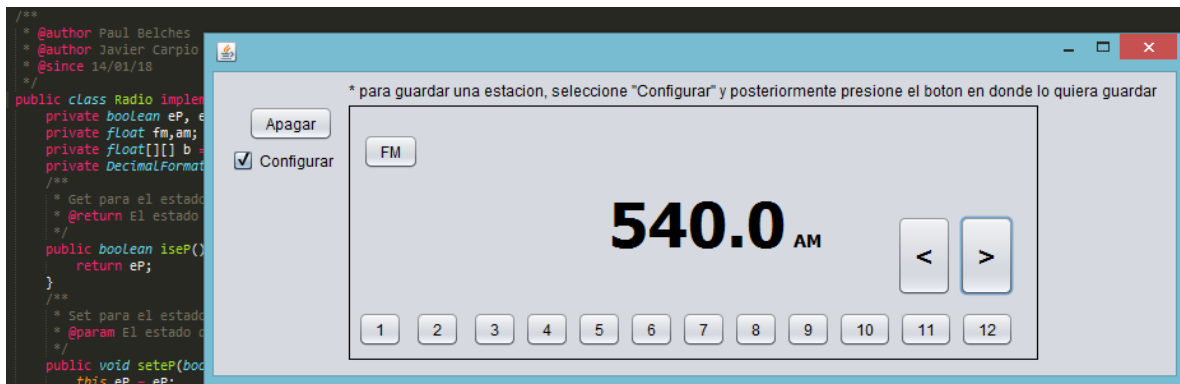 /**
* @author Paul Belches
* @author Javier Carpio
* @since 14/01/18
*/
public class Radio implem
private boolean eP, e
private float fm,am;
private float[][] b =
private DecimalFormat
/**
* Get para el estado
* @return El estado
*/
public boolean iseP()
return eP;
}
/**
* Set para el estado
* @param El estado d
*/
public void seteP(boo
this eP = eP;
* para guardar una estacion, seleccione "Configurar" y posteriormente presione el boton en donde lo quiera guardar
Apagar
Configurar
FM
540.0 AM
< >
1 2 3 4 5 6 7 8 9 10 11 12